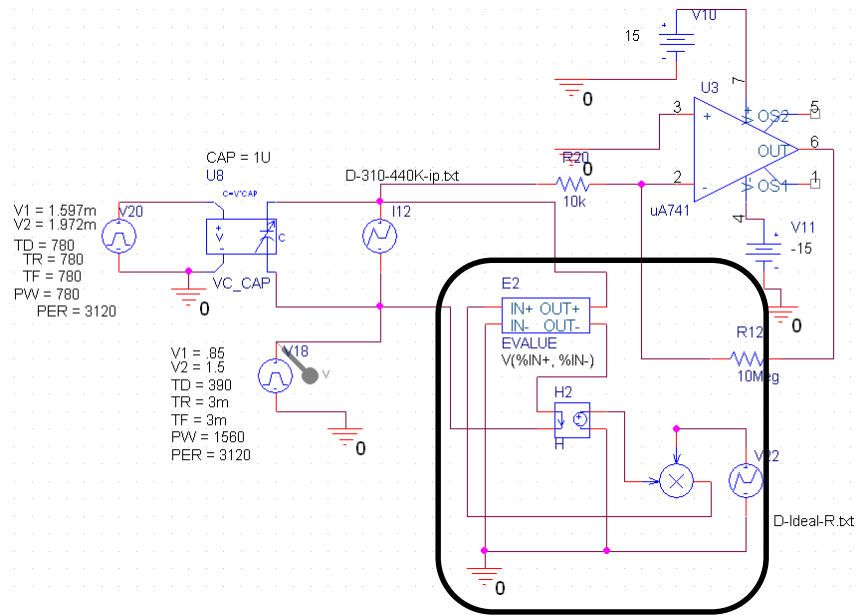 V10
15
7
U3
OS2
5
3
+
0
V+
6
OUT
R20
0
CAP = 1U
U8
D-310-440K-ip.txt
2
-
OS1
1
10k
V-
uA741
4
C=V*CAP
V1 = 1.597m
V20
V2 = 1.972m
I12
+
V
-
C
V11
TD = 780
TR = 780
-15
TF = 780
VC_CAP
E2
PW = 780
0
IN+ OUT+
PER = 3120
IN- OUT-
0
R12
EVALUE
V1 = .85
V18
V(%IN+, %IN-)
V2 = 1.5
V
10Meg
TD = 390
H2
TR = 3m
TF = 3m
+
PW = 1560
0
H
PER = 3120
V22
D-Ideal-R.txt
0